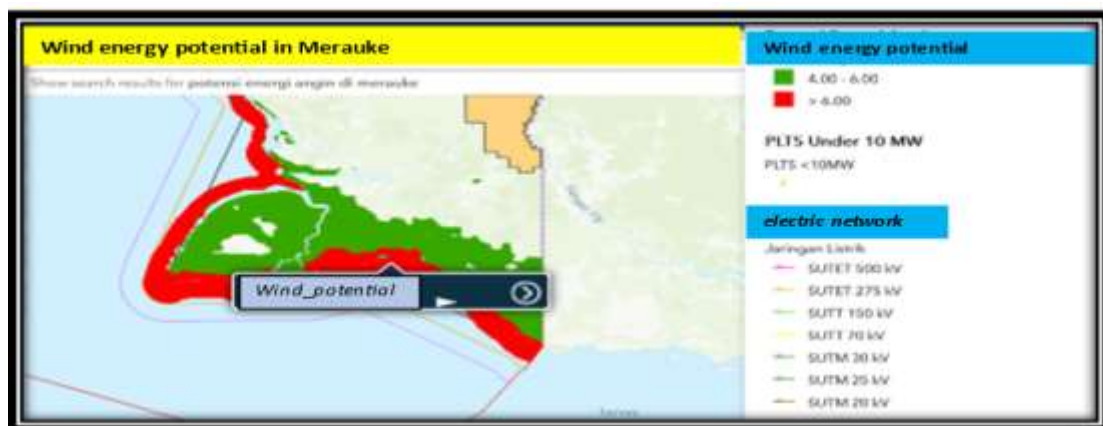 Wind energy potential in Merauke
Show search results for potensi energi angin di merauke
Wind_potential
Wind energy potential
4.00 - 6.00
> 6.00
PLTS Under 10 MW
PLTS <10MW
electric network
Jaringan Listrik
SUTET 500 kV
SUTET 275 kV
SUTT 150 kV
SUTT 70 kV
SUTM 30 kV
SUTM 25 kV
SUTM 20 kV